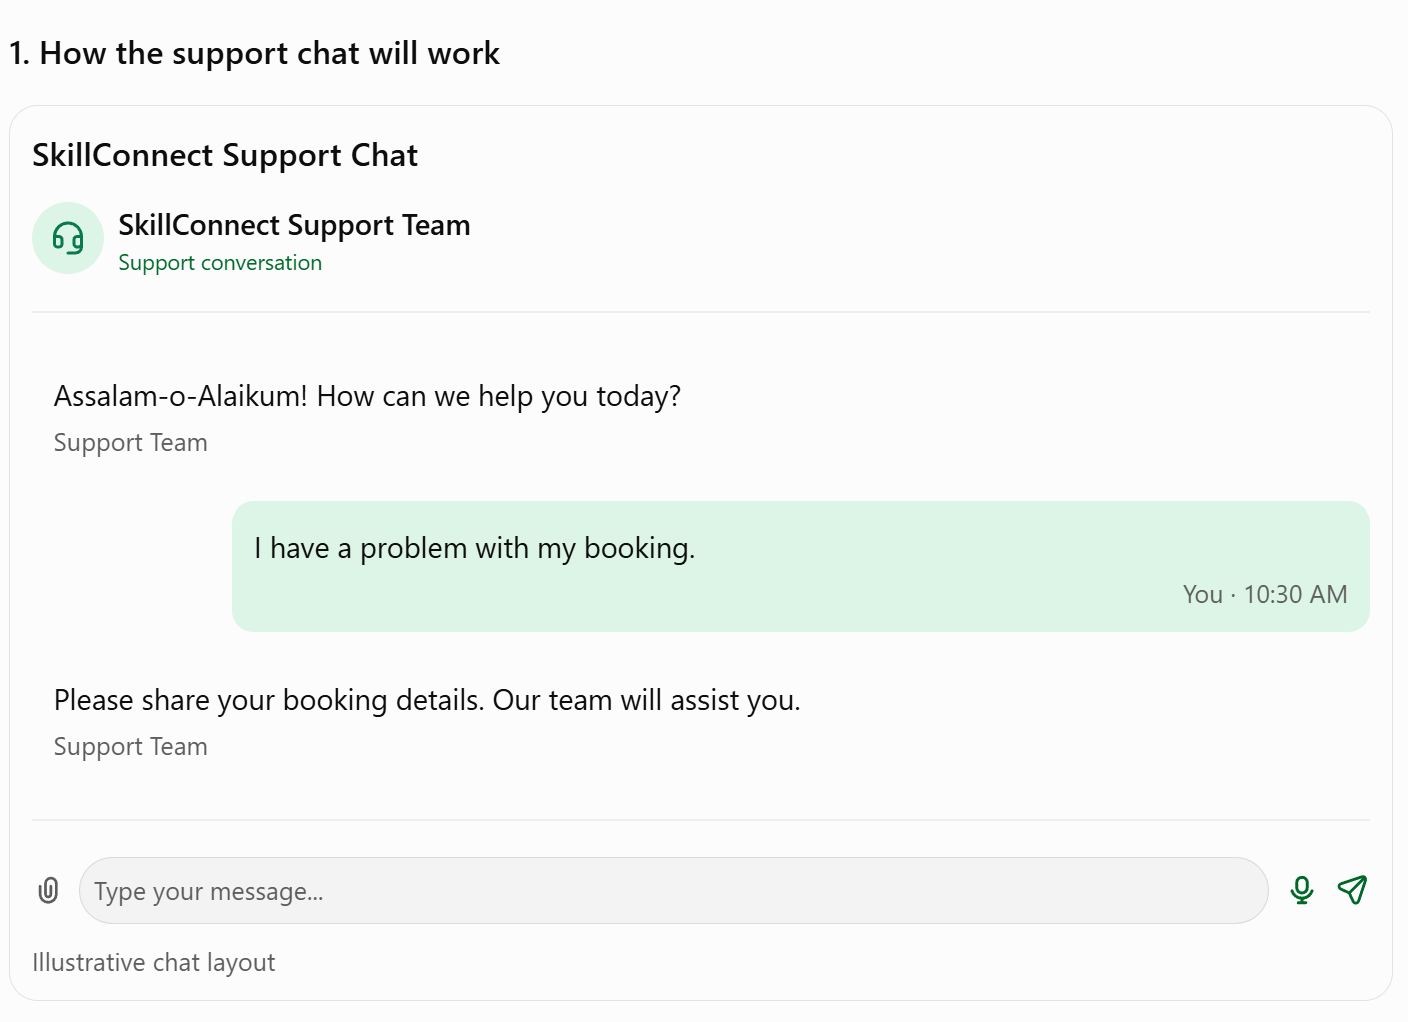 1. How the support chat will work
SkillConnect Support Chat
SkillConnect Support Team
Support conversation
Assalam-o-Alaikum! How can we help you today?
Support Team
I have a problem with my booking.
You · 10:30 AM
Please share your booking details. Our team will assist you.
Support Team
Type your message...
Illustrative chat layout